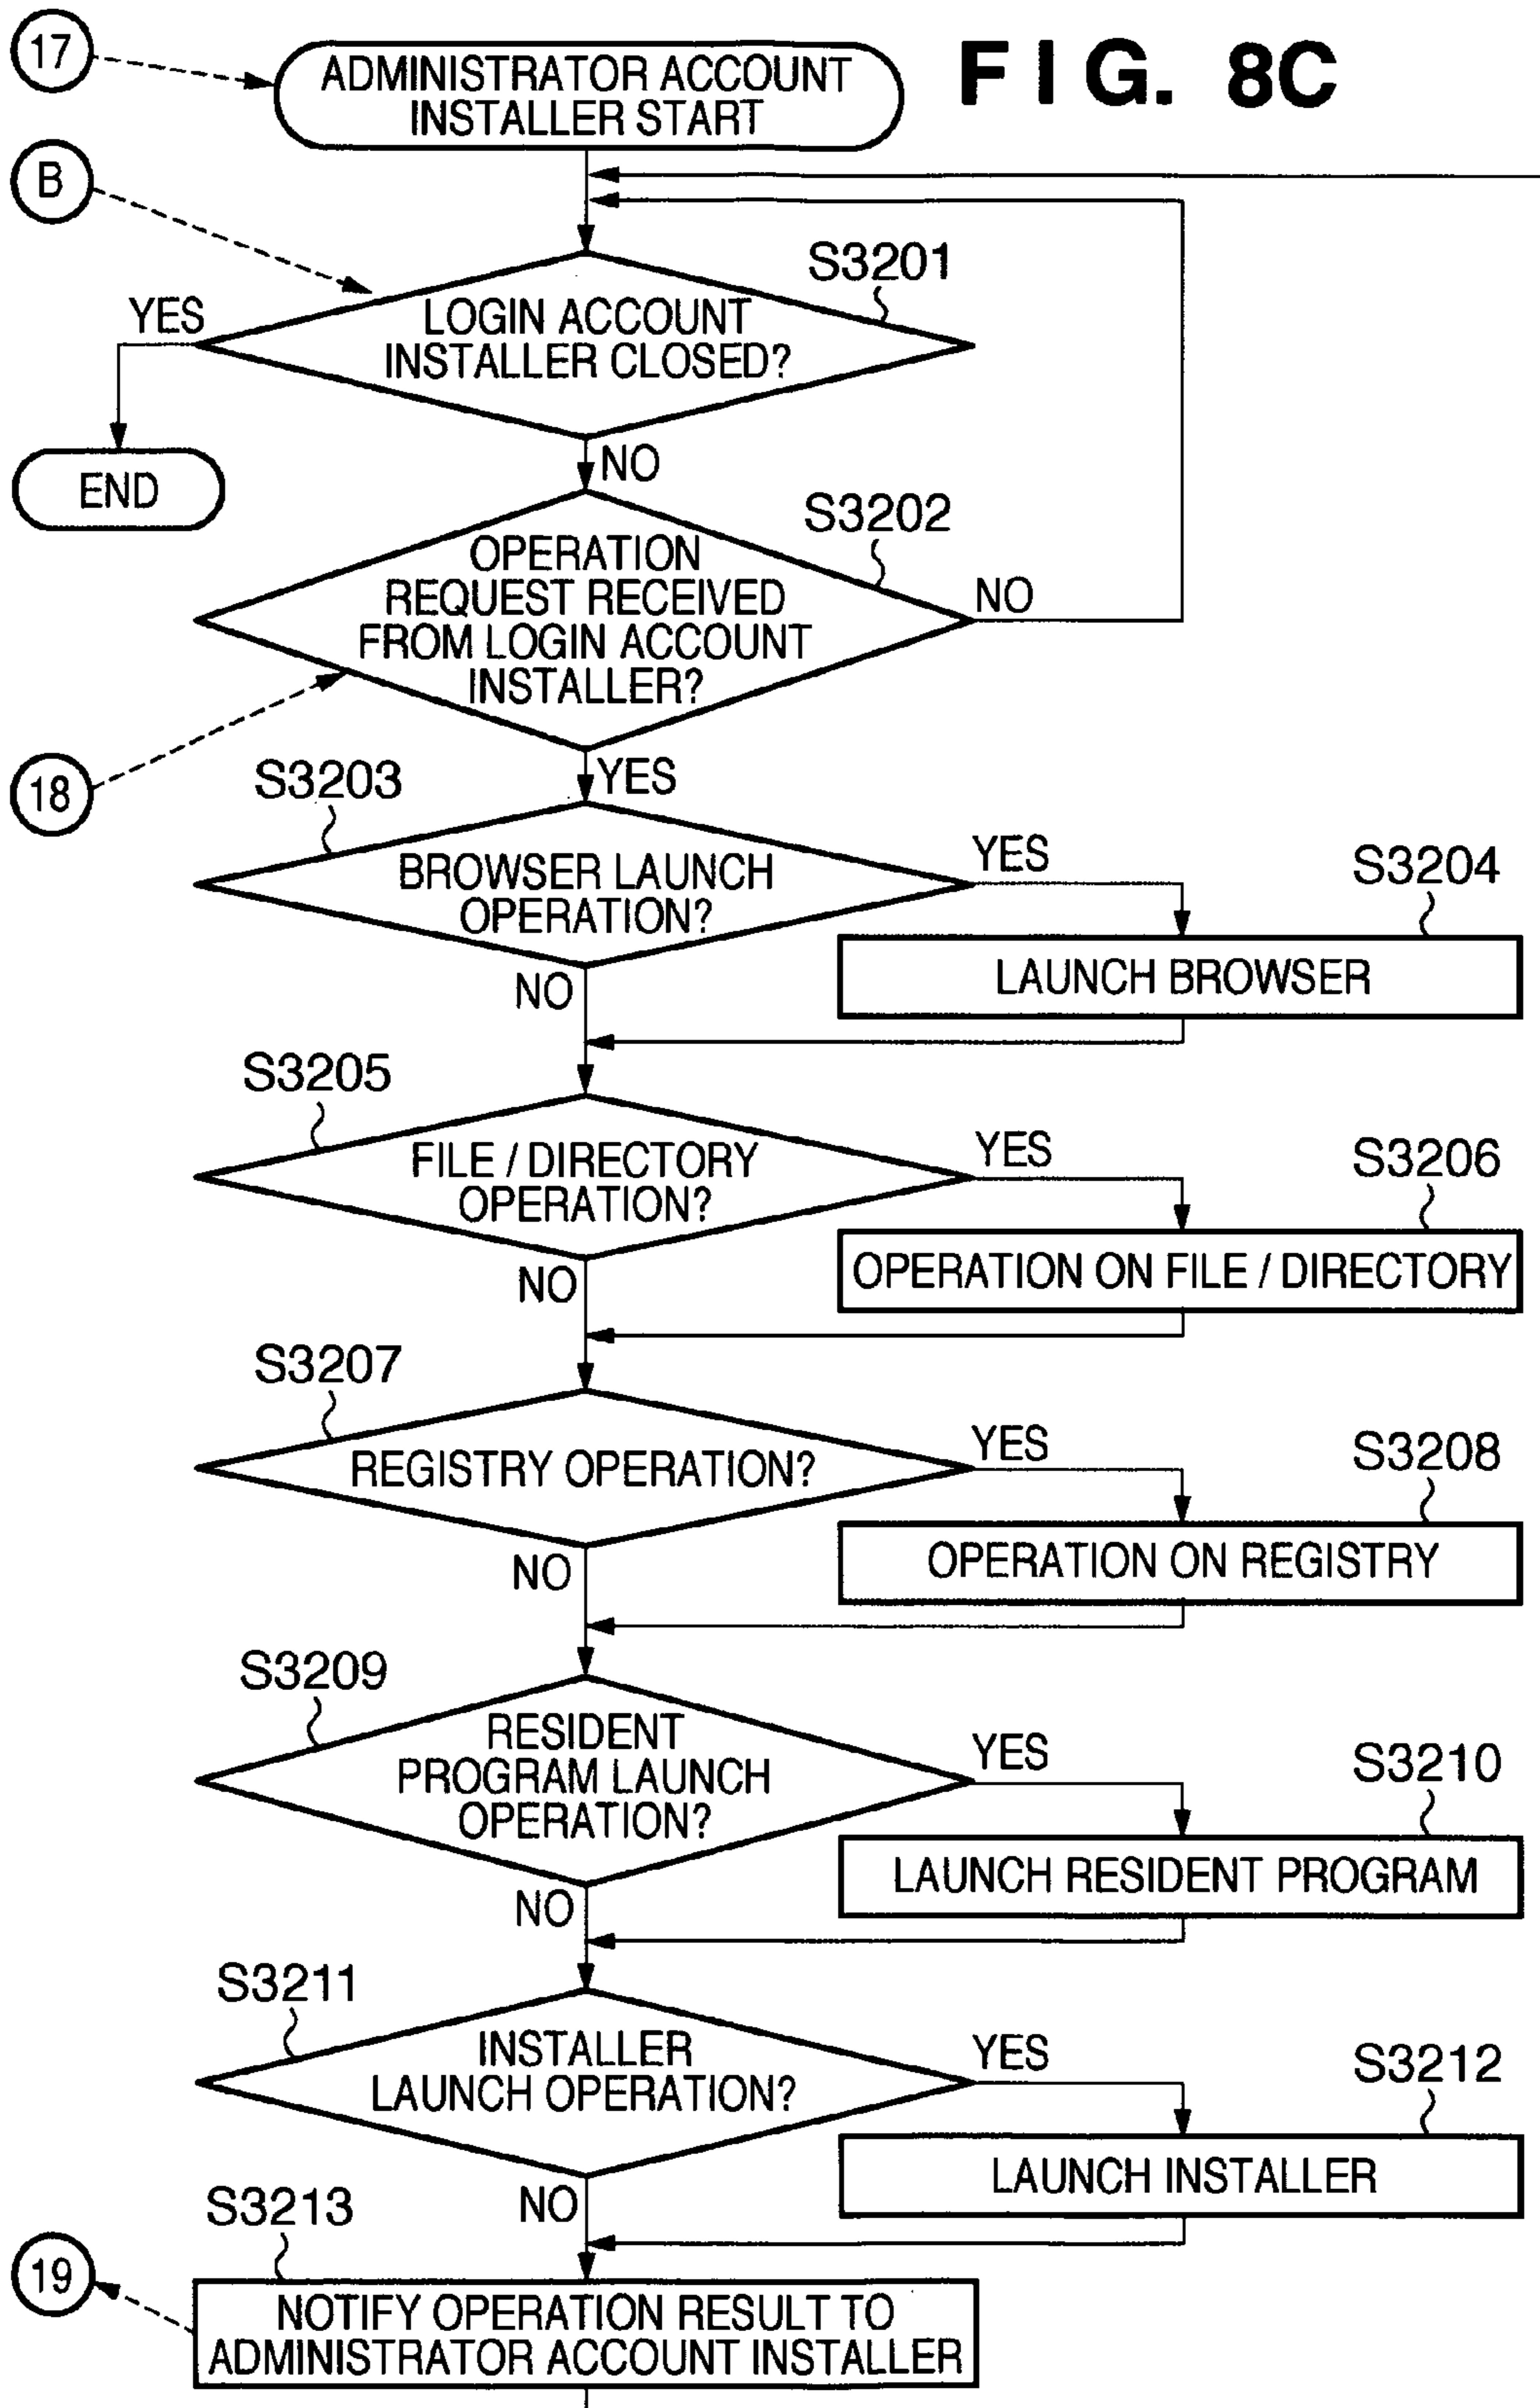 17
ADMINISTRATOR ACCOUNT
INSTALLER START
FIG. 8C
B
S3201
YES
LOGIN ACCOUNT
INSTALLER CLOSED?
END
NO
S3202
OPERATION
REQUEST RECEIVED
FROM LOGIN ACCOUNT
INSTALLER?
NO
18
YES
S3203
BROWSER LAUNCH
OPERATION?
YES
S3204
LAUNCH BROWSER
NO
S3205
FILE / DIRECTORY
OPERATION?
YES
S3206
OPERATION ON FILE / DIRECTORY
NO
S3207
REGISTRY OPERATION?
YES
S3208
OPERATION ON REGISTRY
NO
S3209
RESIDENT
PROGRAM LAUNCH
OPERATION?
YES
S3210
LAUNCH RESIDENT PROGRAM
NO
S3211
INSTALLER
LAUNCH OPERATION?
YES
S3212
LAUNCH INSTALLER
NO
S3213
19
NOTIFY OPERATION RESULT TO
ADMINISTRATOR ACCOUNT INSTALLER